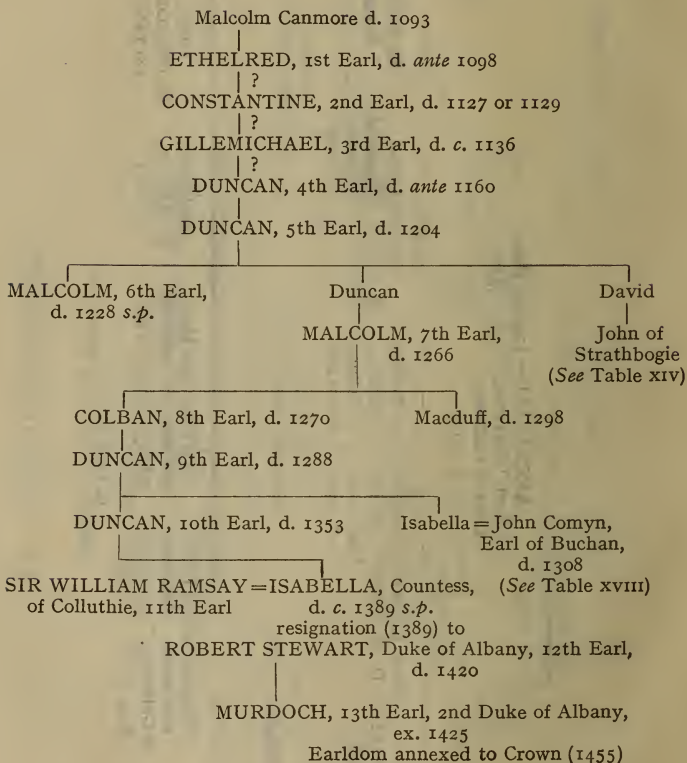 Malcolm Canmore d. 1093
ETHELRED, 1st Earl, d. ante 1098
?
CONSTANTINE, 2nd Earl, d. 1127 or 1129
?
GILLEMICHAEL, 3rd Earl, d. c. 1136
?
DUNCAN, 4th Earl, d. ante 1160
DUNCAN, 5th Earl, d. 1204
MALCOLM, 6th Earl,
d. 1228 s.p.
Duncan
David
MALCOLM, 7th Earl,
d. 1266
John of
Strathbogie
(See Table XIV)
COLBAN, 8th Earl, d. 1270
Macduff, d. 1298
DUNCAN, 9th Earl, d. 1288
DUNCAN, 10th Earl, d. 1353
Isabella=John Comyn,
Earl of Buchan,
d. 1308
(See Table XVIII)
SIR WILLIAM RAMSAY=ISABELLA, Countess,
of Colluthie, 11th Earl
d. c. 1389 s.p.
resignation (1389) to
ROBERT STEWART, Duke of Albany, 12th Earl,
d. 1420
MURDOCH, 13th Earl, 2nd Duke of Albany,
ex. 1425
Earldom annexed to Crown (1455)